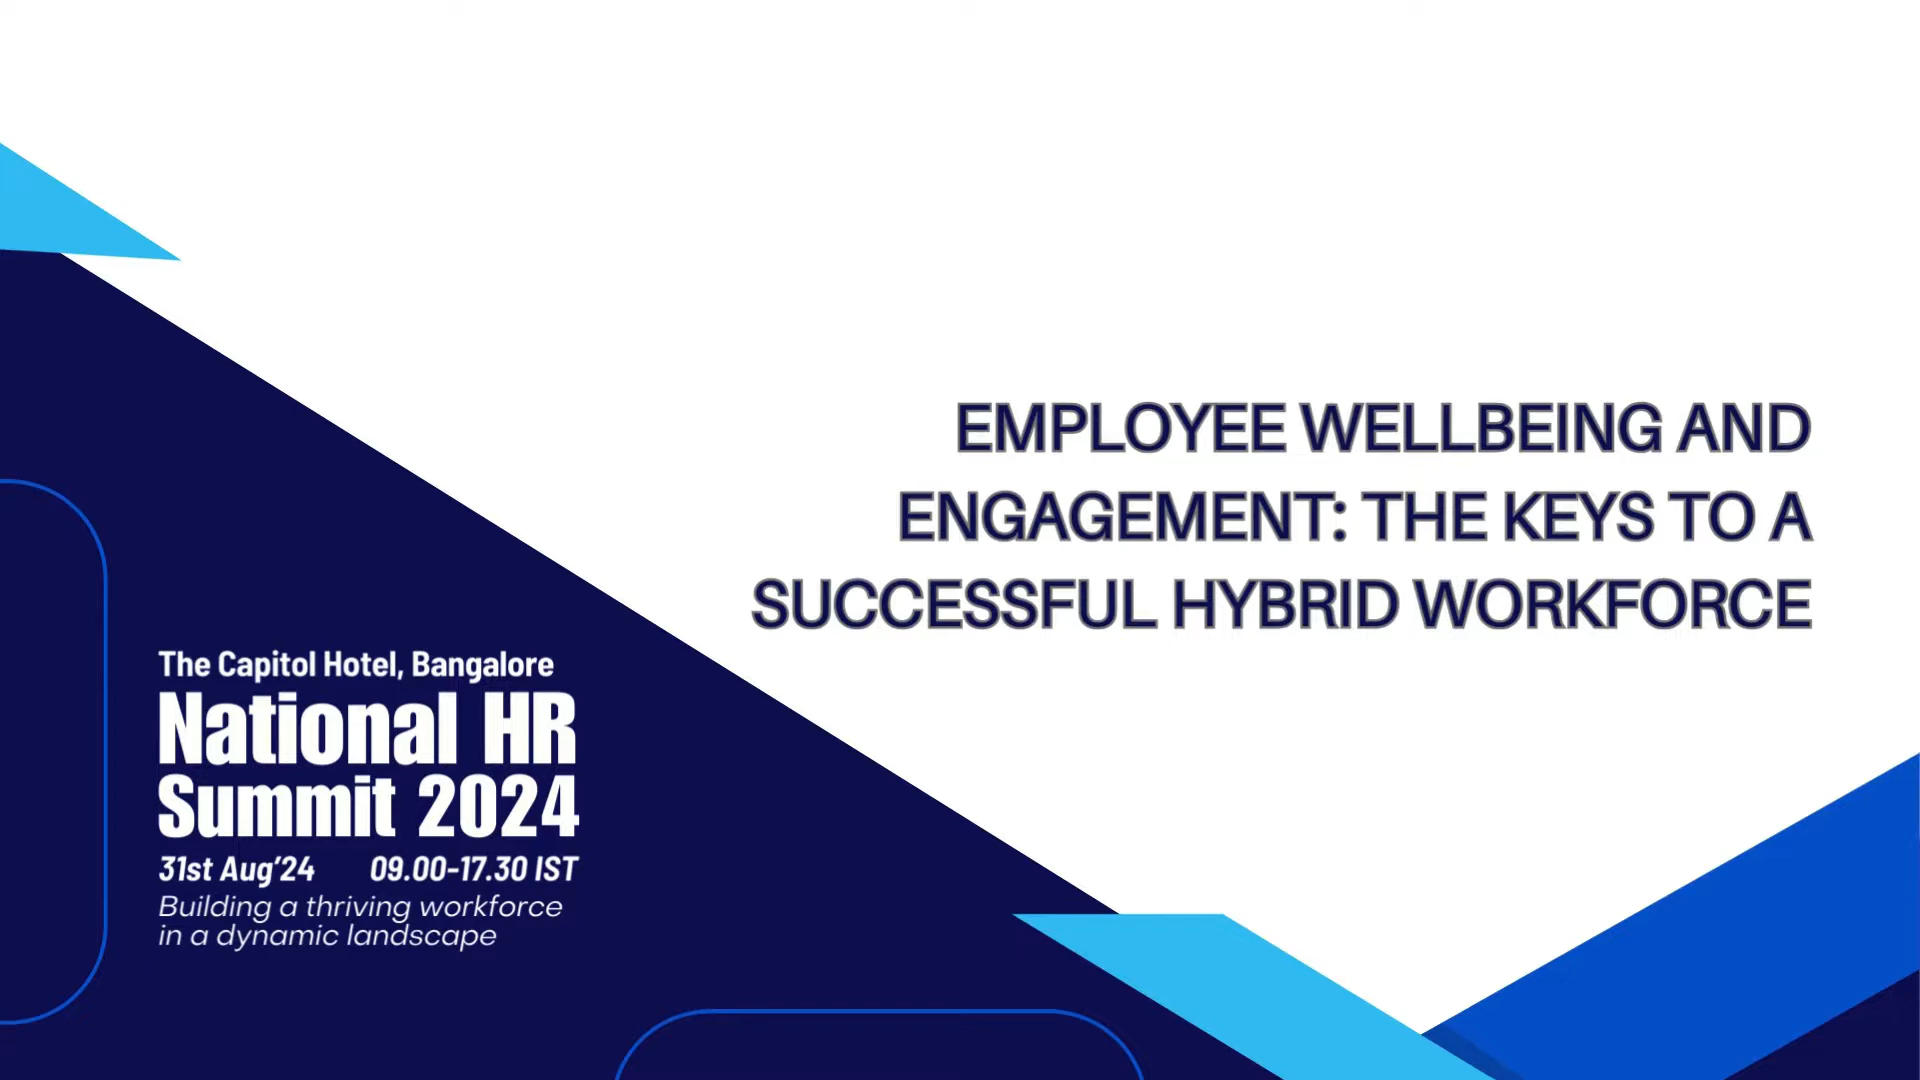 EMPLOYEE WELLBEING AND
ENGAGEMENT: THE KEYS TO A
SUCCESSFUL HYBRID WORKFORCE
The Capitol Hotel, Bangalore
National HR
Summit 2024
31st Aug'24 09.00-17.30 IST
Building a thriving workforce
in a dynamic landscape